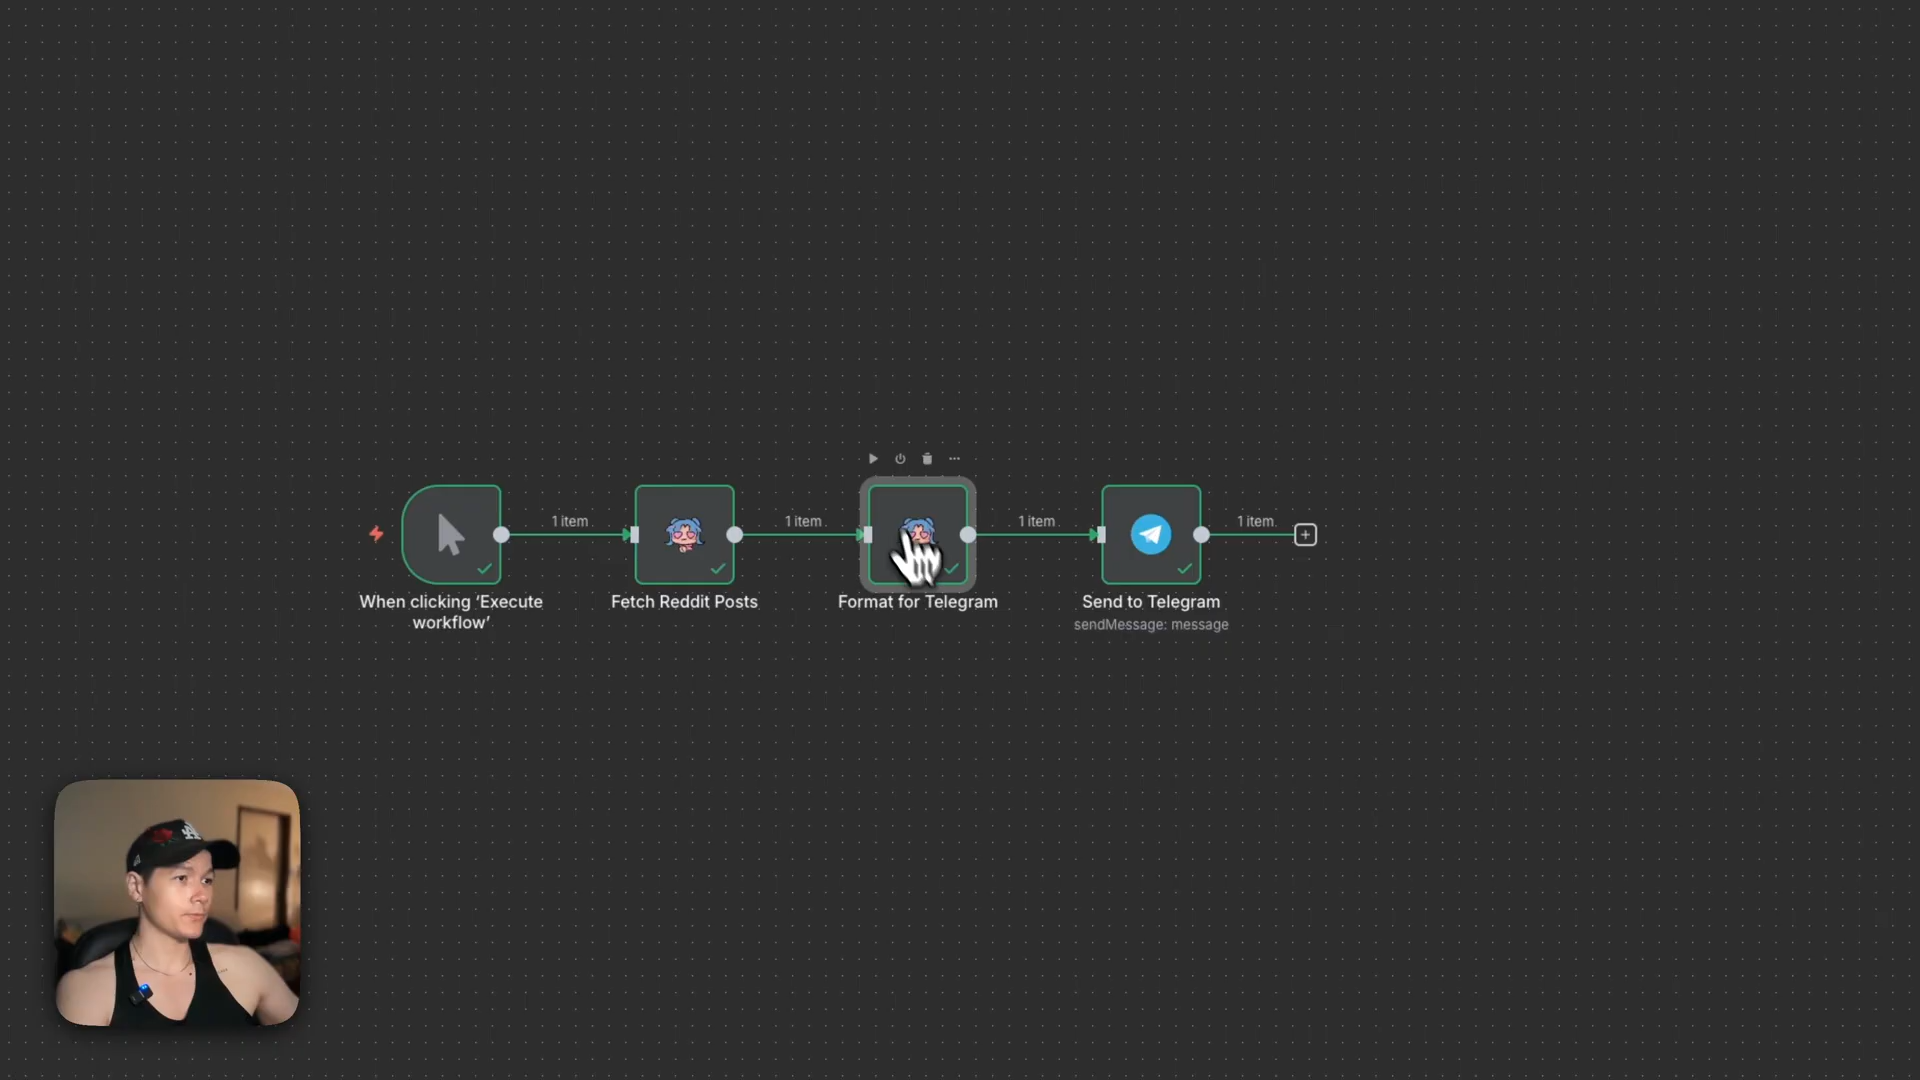 1 item
1 item
1 item
1 item
When clicking ‘Execute
workflow’
Fetch Reddit Posts
Format for Telegram
Send to Telegram
sendMessage: message